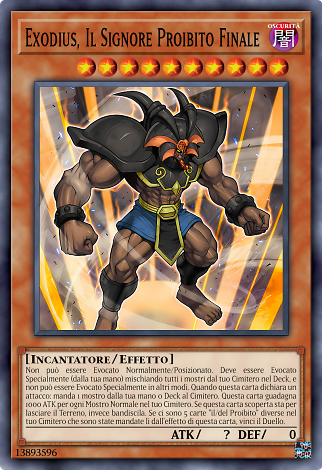 Exodius, Il Signore Proibito Finale
OSCURITÀ
闇
[Incantatore/Effetto]
Non può essere Evocato Normalmente/Posizionato. Deve essere Evocato
Specialmente (dalla tua mano) mischiando tutti i mostri dal tuo Cimitero nel Deck, e
non può essere Evocato Specialmente in altri modi. Quando questa carta dichiara un
attacco: manda 1 mostro dalla tua mano o Deck al Cimitero. Questa carta guadagna
1000 ATK per ogni Mostro Normale nel tuo Cimitero. Se questa carta scoperta sta per
lasciare il Terreno, invece bandiscila. Se ci sono 5 carte "il/del Proibito" diverse nel
tuo Cimitero che sono state mandate lì dall'effetto di questa carta, vinci il Duello.
ATK/ ? DEF/ 0
13893596